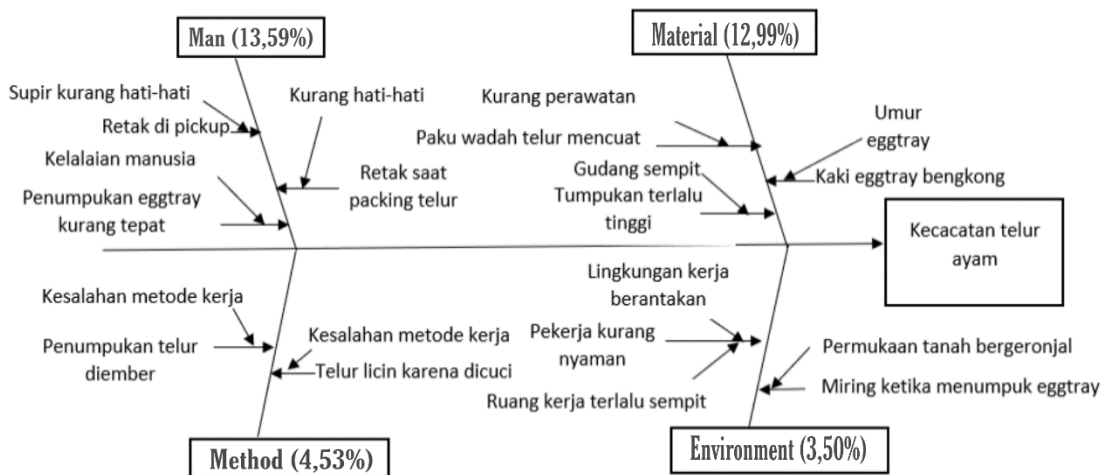 Man (13,59%)
Material (12,99%)
Supir kurang hati-hati
Retak di pickup
Kelalaian manusia
Penumpukan eggtray
kurang tepat
Kurang hati-hati
Retak saat
packing telur
Kurang perawatan
Paku wadah telur mencuat
Gudang sempit
Tumpukan terlalu
tinggi
Umur
eggtray
Kaki eggtray bengkong
Kecacatan telur
ayam
Kesalahan metode kerja
Penumpukan telur
diember
Kesalahan metode kerja
Telur licin karena dicuci
Lingkungan kerja
berantakan
Pekerja kurang
nyaman
Ruang kerja terlalu sempit
Permukaan tanah bergeronjal
Miring ketika menumpuk eggtray
Method (4,53%)
Environment (3,50%)